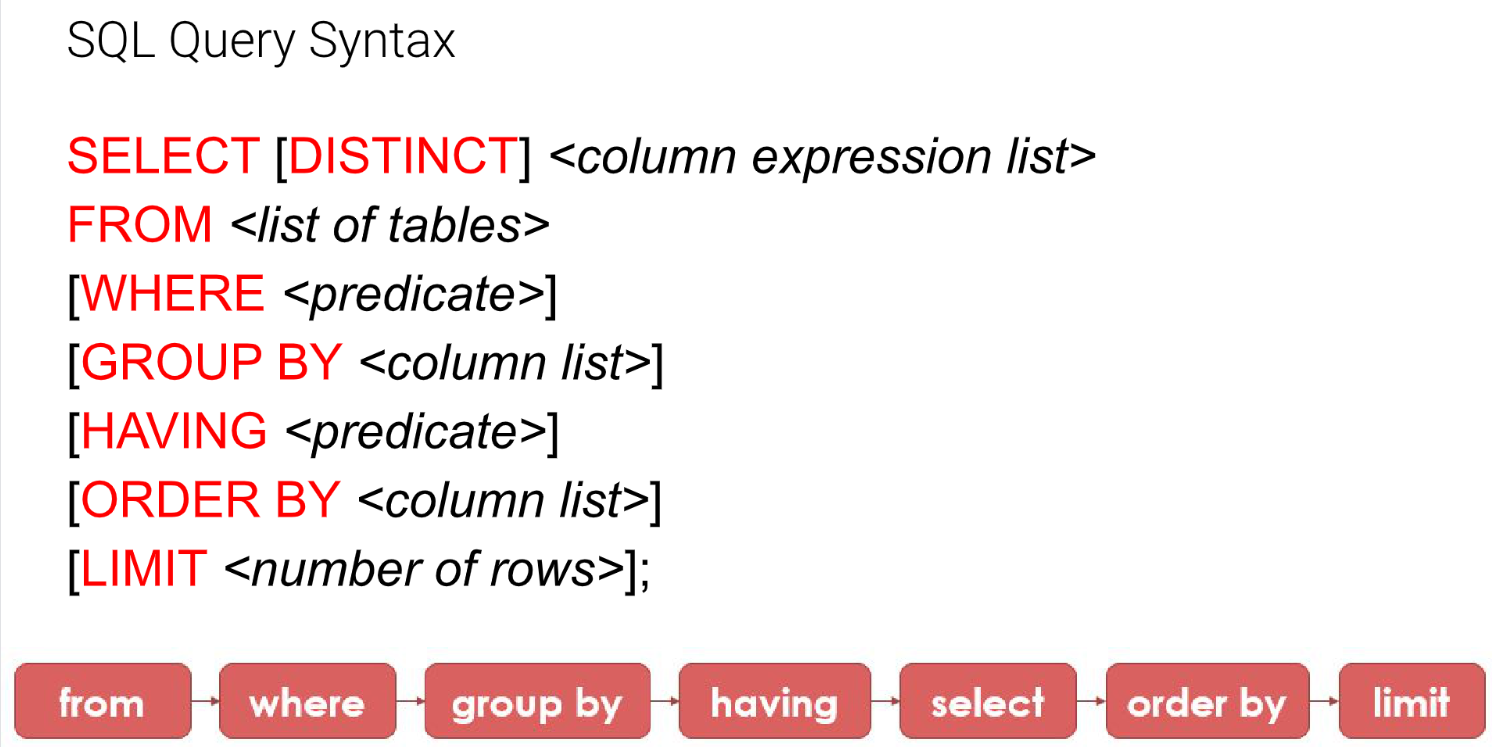 SQL Query Syntax
SELECT [DISTINCT] <column expression list>
FROM <list of tables>
[WHERE <predicate>]
[GROUP BY <column list>]
[HAVING <predicate>]
[ORDER BY <column list>]
[LIMIT <number of rows>];
from where group by having select order by limit